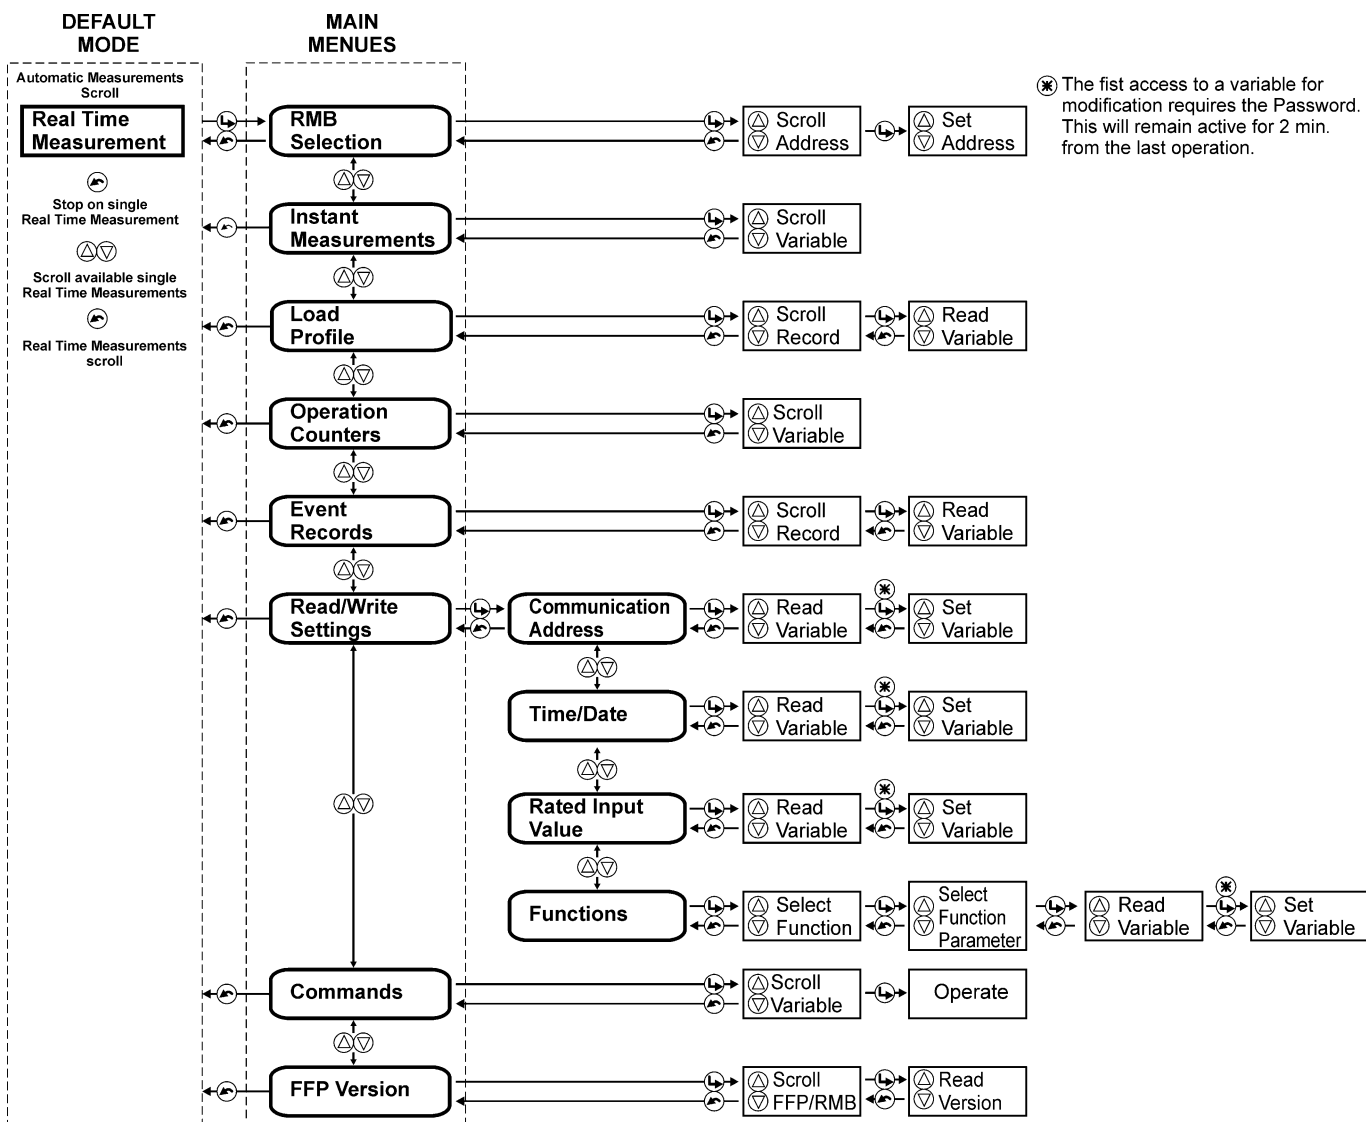 DEFAULT
MODE
MAIN
MENUES
Automatic Measurements
Scroll
Real Time
Measurement
Stop on single
Real Time Measurement
Scroll available single
Real Time Measurements
Real Time Measurements
scroll
The fist access to a variable for
modification requires the Password.
This will remain active for 2 min.
from the last operation.
RMB
Selection
Scroll
Address
Set
Address
Instant
Measurements
Scroll
Variable
Load
Profile
Scroll
Record
Read
Variable
Operation
Counters
Scroll
Variable
Event
Records
Scroll
Record
Read
Variable
Read/Write
Settings
Communication
Address
Read
Variable
Set
Variable
Time/Date
Read
Variable
Set
Variable
Rated Input
Value
Read
Variable
Set
Variable
Functions
Select
Function
Select
Function
Parameter
Read
Variable
Set
Variable
Commands
Scroll
Variable
Operate
FFP Version
Scroll
FFP/RMB
Read
Version